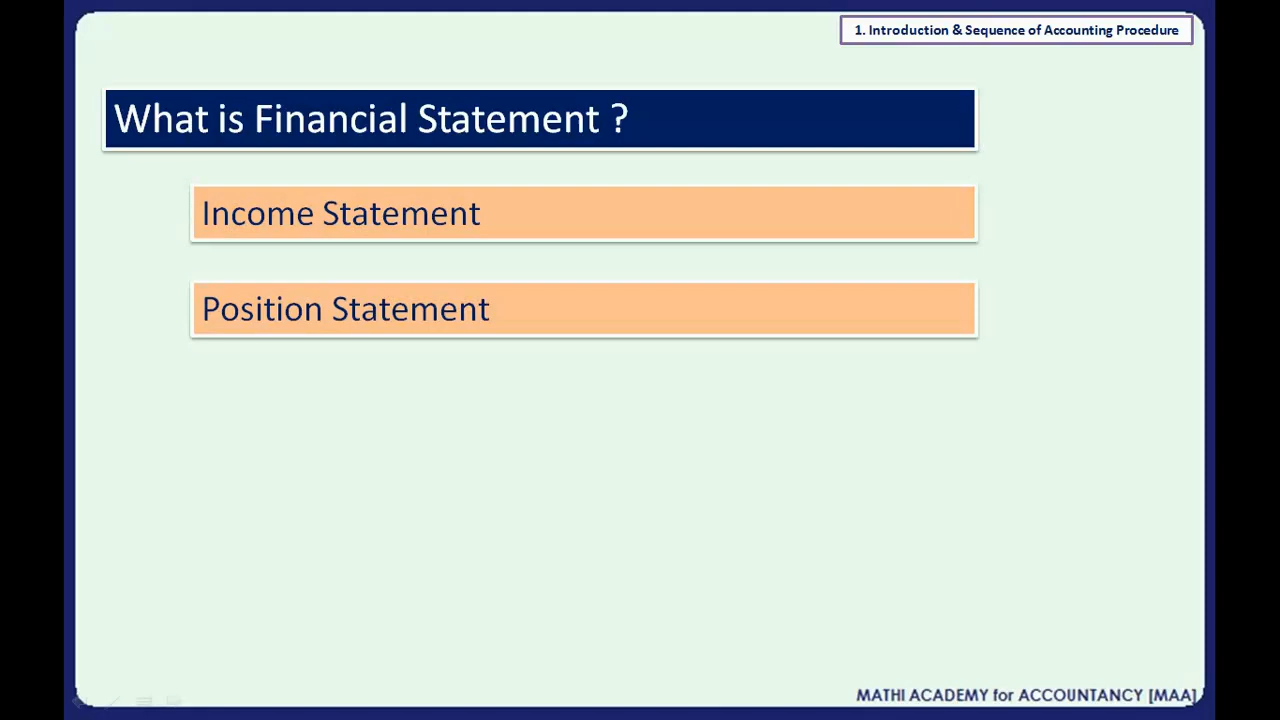 1. Introduction & Sequence of Accounting Procedure
What is Financial Statement ?
Income Statement
Position Statement
MATHI ACADEMY for ACCOUNTANCY [MAA]